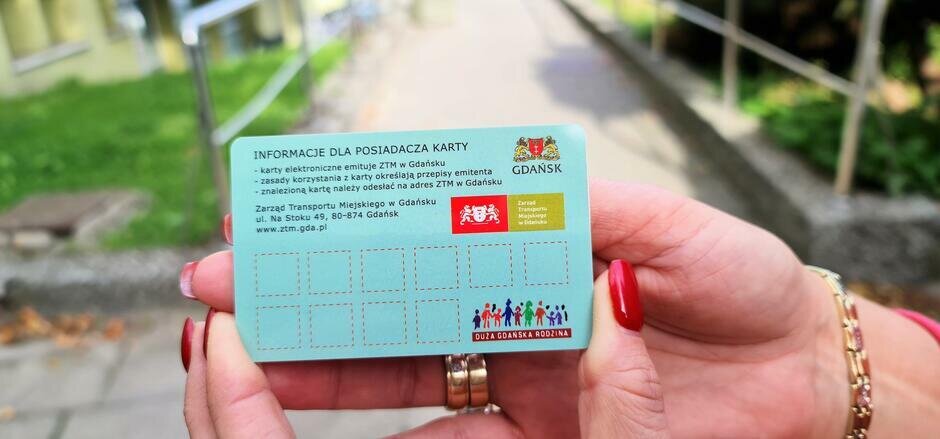 INFORMACJE DLA POSIADACZA KARTY
- karty elektroniczne emituje ZTM w Gdańsku
- zasady korzystania z karty określają przepisy emitenta
- znalezioną kartę należy odesłać na adres ZTM w Gdańsku
Zarząd Transportu Miejskiego w Gdańsku
ul. Na Stoku 49, 80-874 Gdańsk
www.ztm.gda.pl
GDAŃSK
Zarząd
Transportu
Miejskiego
w Gdańsku
DUŻA GDAŃSKA RODZINA